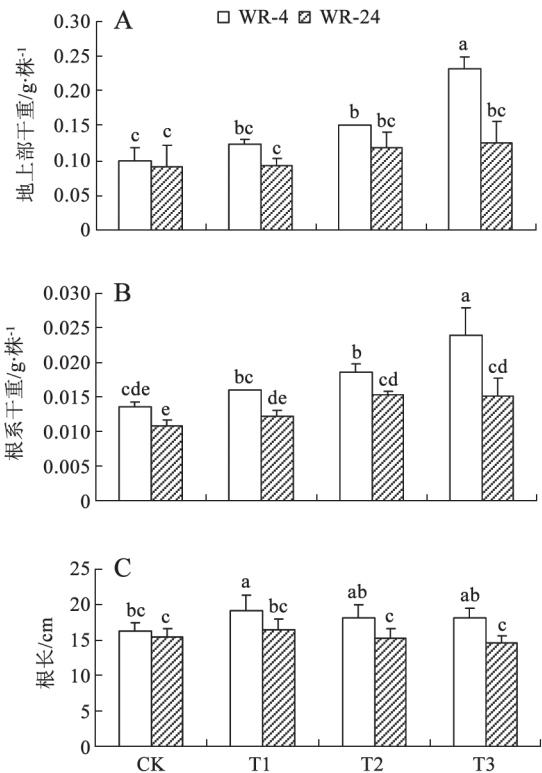 A
WR-4 WR-24
地上部干重/g·株-1
0.30
0.25
0.20
0.15
0.10
0.05
0
c c bc c b bc a bc
B
根系干重/g·株-1
0.030
0.025
0.020
0.015
0.010
0.005
0
cde e bc de b cd a cd
C
根长/cm
25
20
15
10
5
0
bc c a bc ab c ab c
CK T1 T2 T3